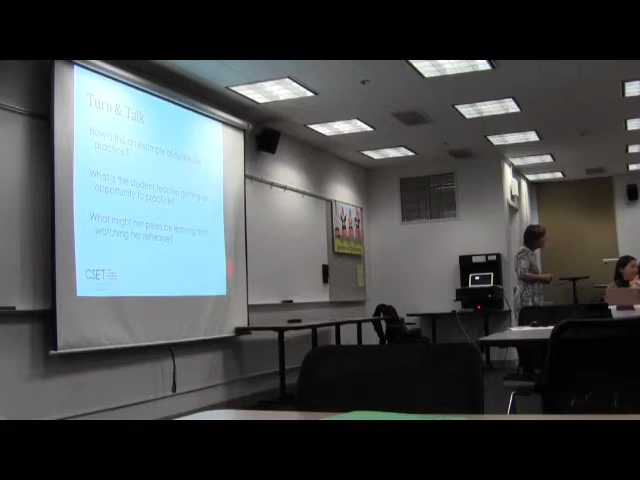 Turn & Talk
How is this an example of
practice?
What is the student teacher getting
opportunity to practice?
What might her peers be learning from
watching her rehearse?
CSET